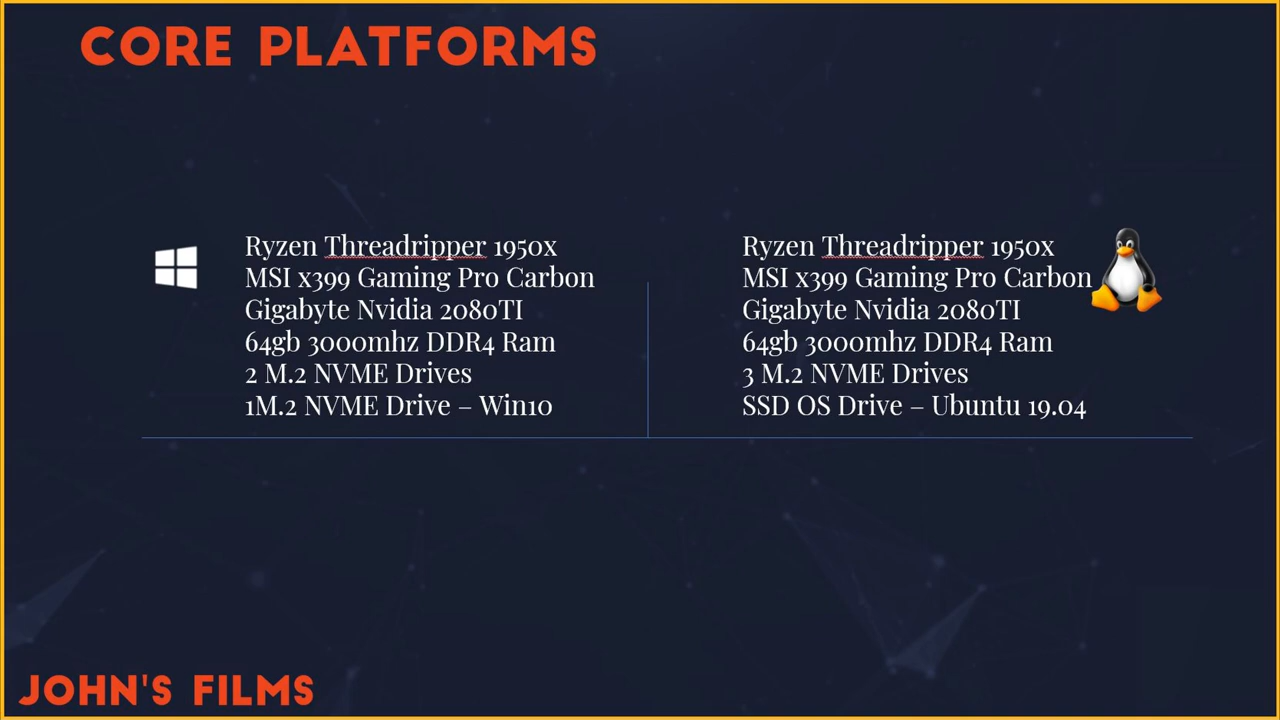 CORE PLATFORMS
Ryzen Threadripper 1950x
MSI x399 Gaming Pro Carbon
Gigabyte Nvidia 2080TI
64gb 3000mhz DDR4 Ram
2 M.2 NVME Drives
1M.2 NVME Drive – Win10
Ryzen Threadripper 1950x
MSI x399 Gaming Pro Carbon
Gigabyte Nvidia 2080TI
64gb 3000mhz DDR4 Ram
3 M.2 NVME Drives
SSD OS Drive – Ubuntu 19.04
JOHN'S FILMS